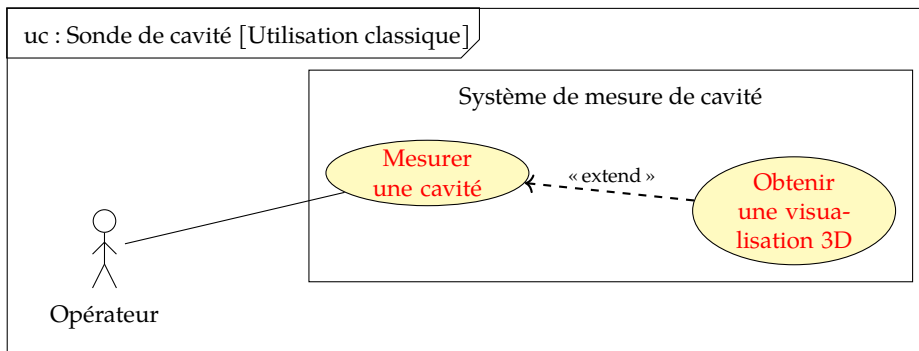 uc : Sonde de cavité [Utilisation classique]
Système de mesure de cavité
Mesurer
une cavité
« extend »
Obtenir
une visua-
lisation 3D
Opérateur